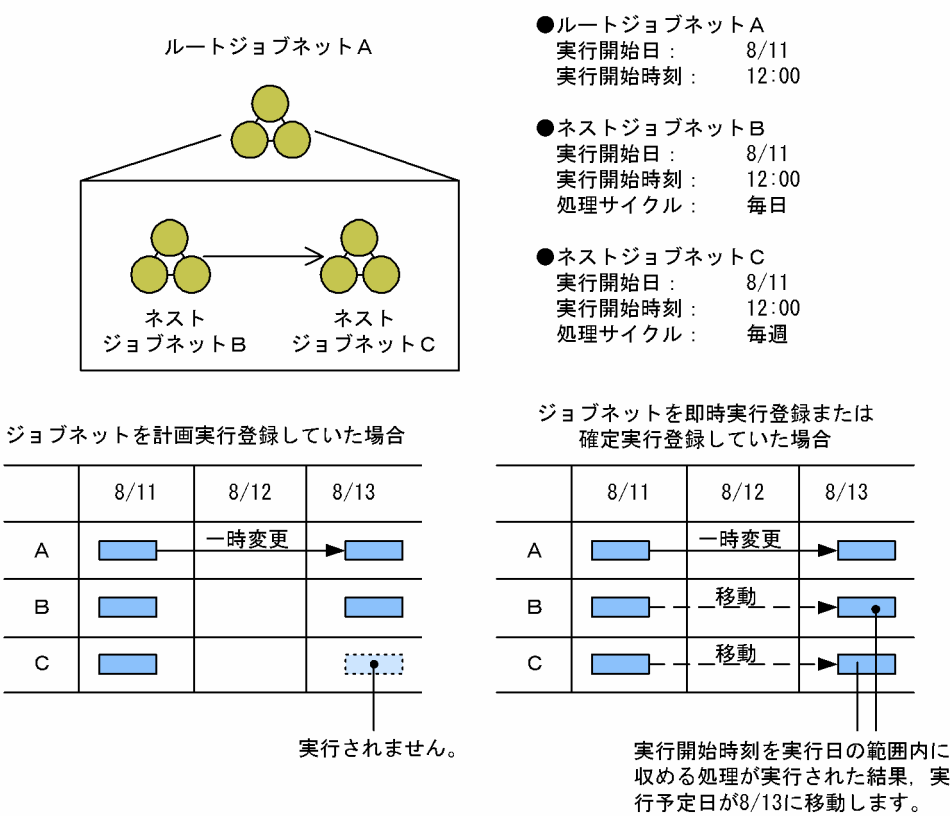 ルートジョブネットA
ネスト
ジョブネットB
ネスト
ジョブネットC
●ルートジョブネットA
実行開始日： 8/11
実行開始時刻： 12:00
●ネストジョブネットB
実行開始日： 8/11
実行開始時刻： 12:00
処理サイクル： 毎日
●ネストジョブネットC
実行開始日： 8/11
実行開始時刻： 12:00
処理サイクル： 毎週
ジョブネットを計画実行登録していた場合
8/11 8/12 8/13
A 一時変更
B
C
実行されません。
ジョブネットを即時実行登録または
確定実行登録していた場合
8/11 8/12 8/13
A 一時変更
B 移動
C 移動
実行開始時刻を実行日の範囲内に
収める処理が実行された結果，実
行予定日が8/13に移動します。